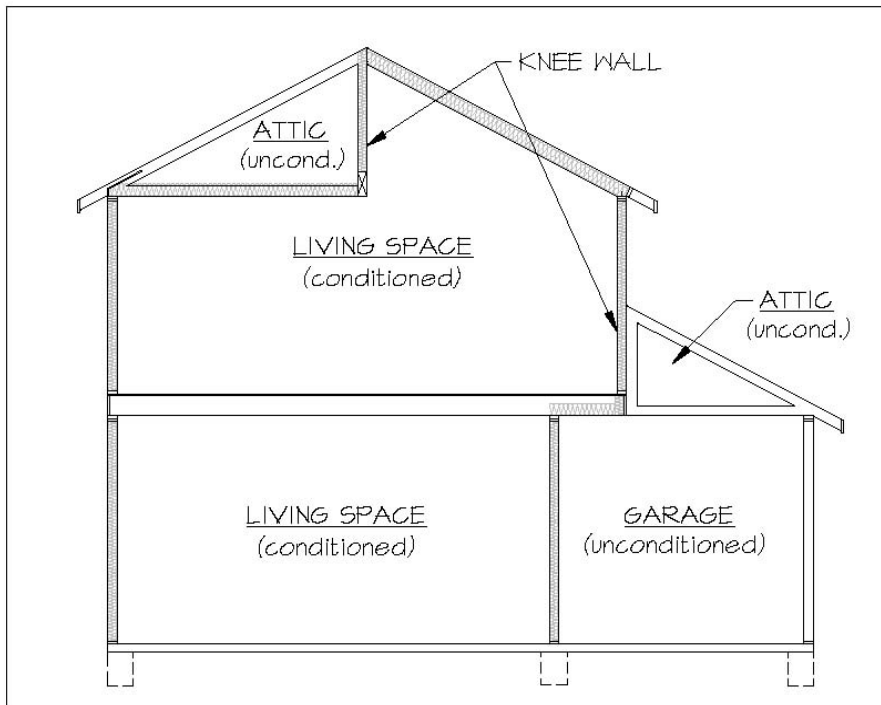 KNEE WALL
ATTIC
(uncond.)
LIVING SPACE
(conditioned)
ATTIC
(uncond.)
LIVING SPACE
(conditioned)
GARAGE
(unconditioned)